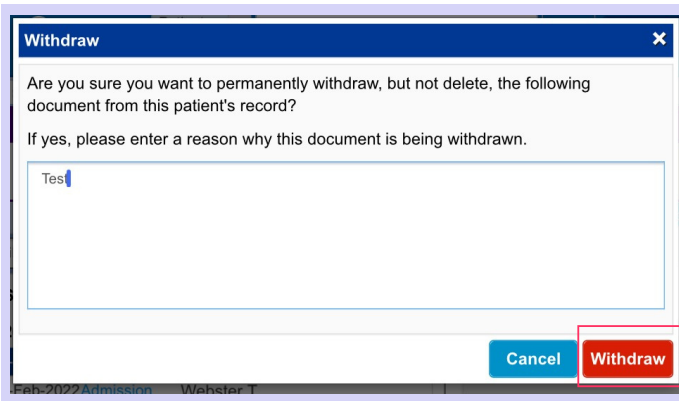 Withdraw
Are you sure you want to permanently withdraw, but not delete, the following
document from this patient's record?
If yes, please enter a reason why this document is being withdrawn.
Test
Cancel Withdraw
Feb-2022 Admission Webster T